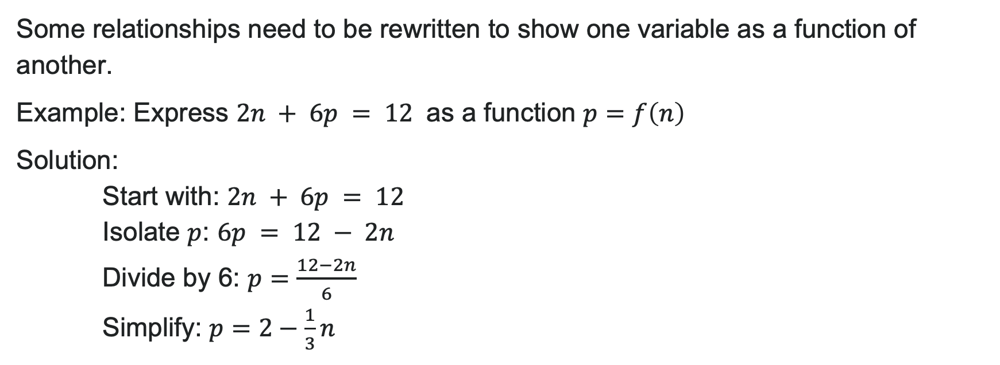 Some relationships need to be rewritten to show one variable as a function of
another.
Example: Express 2n + 6p = 12 as a function p = f(n)
Solution:
Start with: 2n + 6p = 12
Isolate p: 6p = 12 − 2n
Divide by 6: p = (12−2n)/6
Simplify: p = 2 − 1/3 n